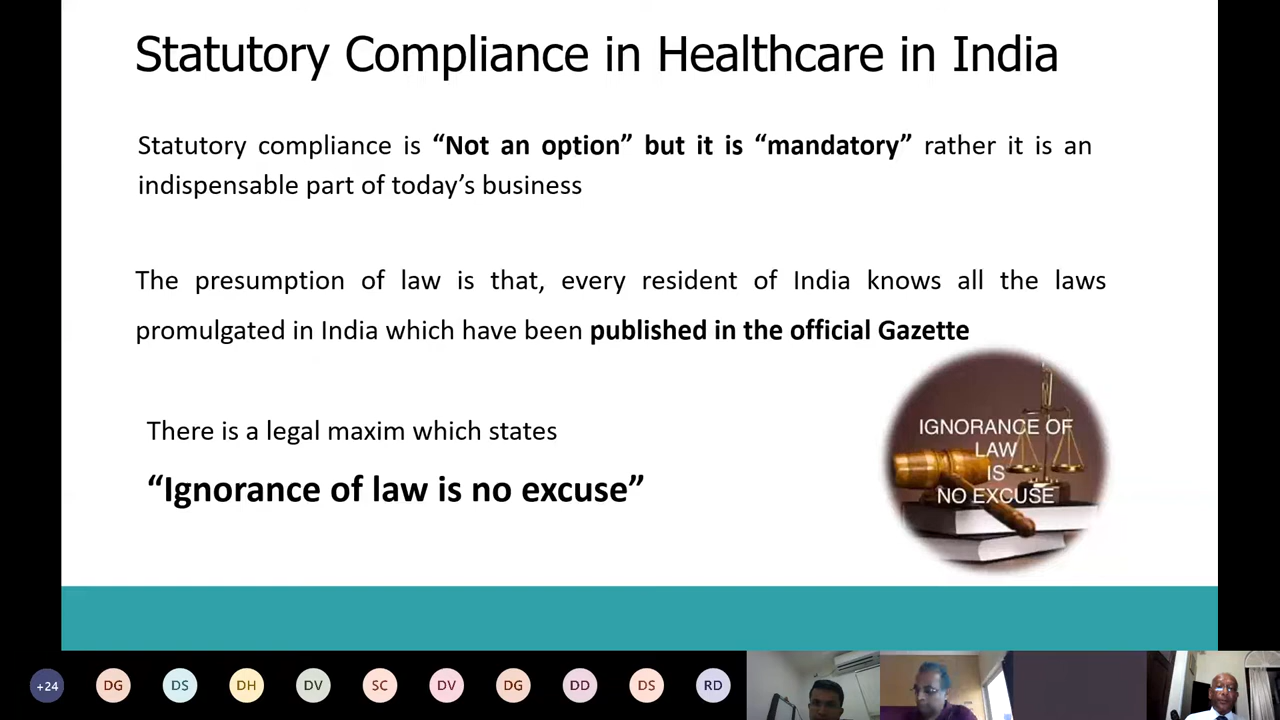 Statutory Compliance in Healthcare in India
Statutory compliance is “Not an option” but it is “mandatory” rather it is an
indispensable part of today’s business
The presumption of law is that, every resident of India knows all the laws
promulgated in India which have been published in the official Gazette
There is a legal maxim which states
“Ignorance of law is no excuse”
IGNORANCE OF
LAW
IS
NO EXCUSE
+24 DG DS DH DV SC DV DG DD DS RD